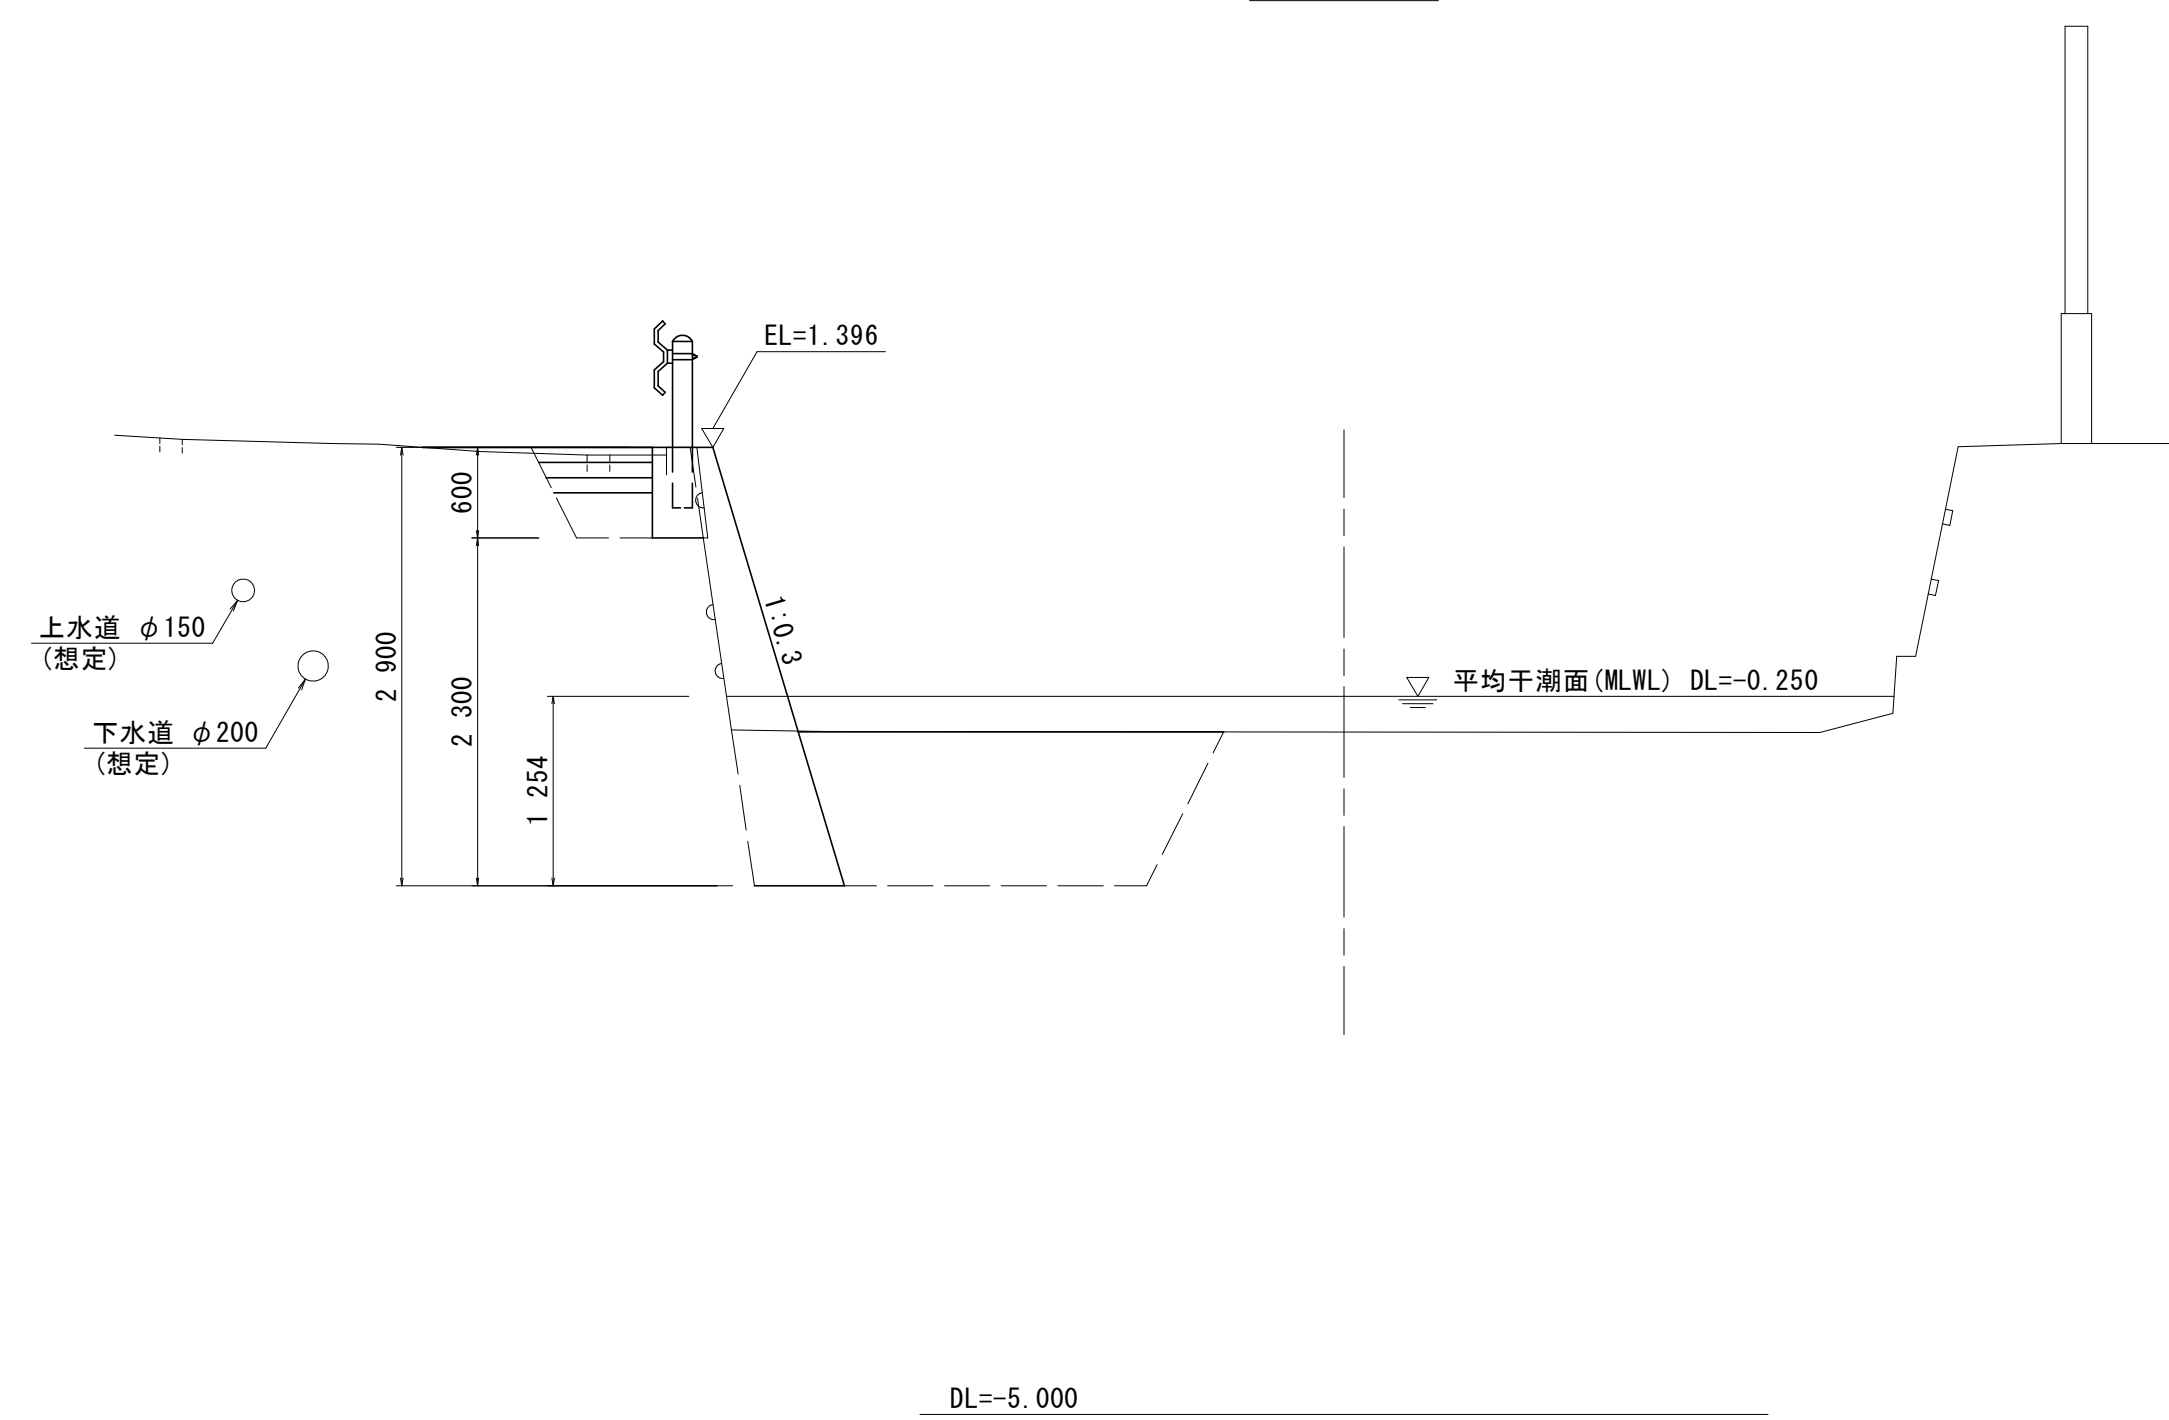 EL=1.396
600
上水道 φ150
(想定)
2 900
1:0.3
2 300
平均干潮面(MLWL) DL=-0.250
下水道 φ200
(想定)
1 254
DL=-5.000